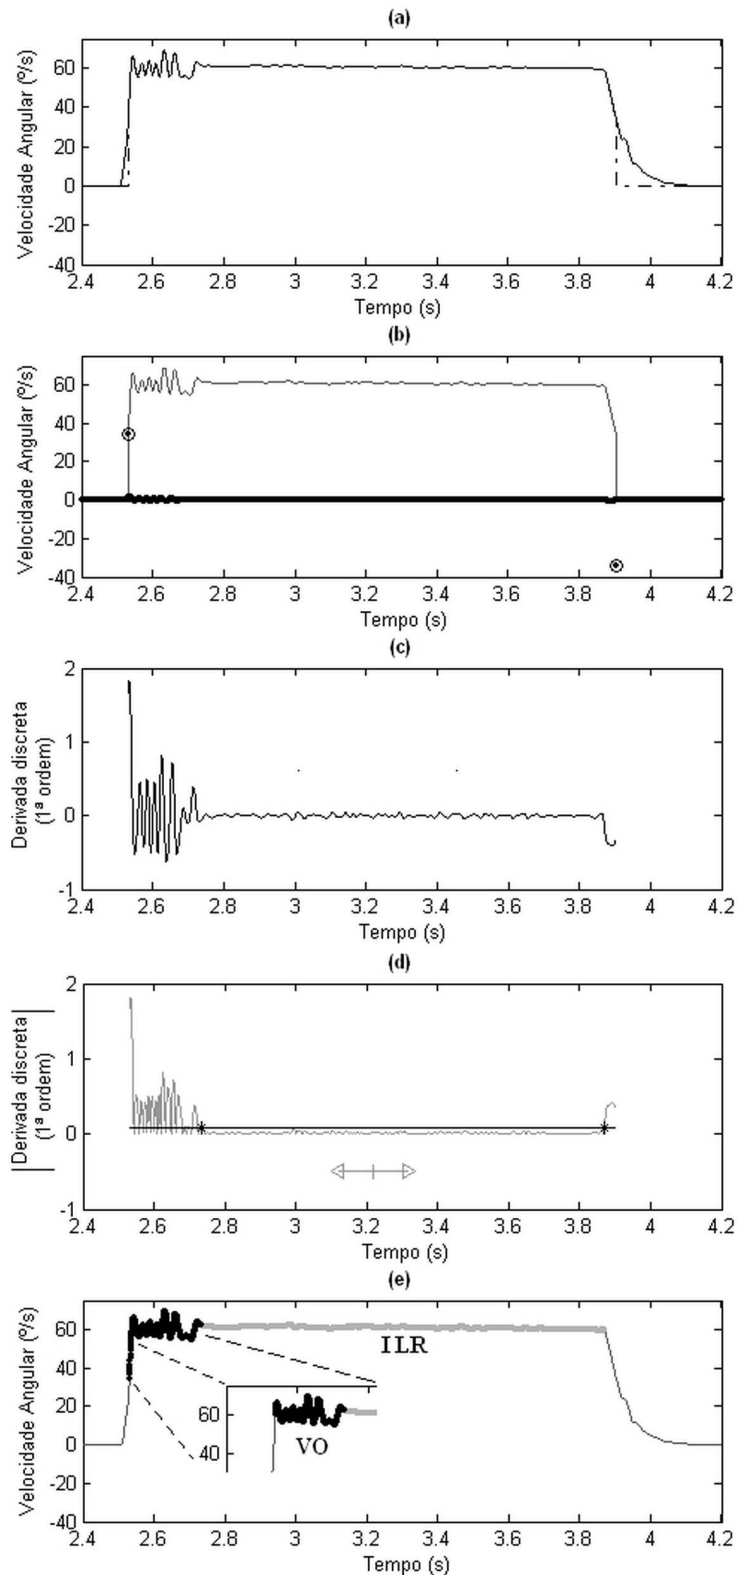 (a)
Velocidade Angular (º/s)
60
40
20
0
-20
-40
2.4 2.6 2.8 3 3.2 3.4 3.6 3.8 4 4.2
Tempo (s)
(b)
Velocidade Angular (º/s)
60
40
20
0
-20
-40
2.4 2.6 2.8 3 3.2 3.4 3.6 3.8 4 4.2
Tempo (s)
(c)
Derivada discreta
(1ª ordem)
2
1
0
-1
2.4 2.6 2.8 3 3.2 3.4 3.6 3.8 4 4.2
Tempo (s)
(d)
|Derivada discreta|
(1ª ordem)
2
1
0
-1
2.4 2.6 2.8 3 3.2 3.4 3.6 3.8 4 4.2
Tempo (s)
(e)
Velocidade Angular (º/s)
60
40
20
0
-20
-40
ILR
60
40
VO
2.4 2.6 2.8 3 3.2 3.4 3.6 3.8 4 4.2
Tempo (s)